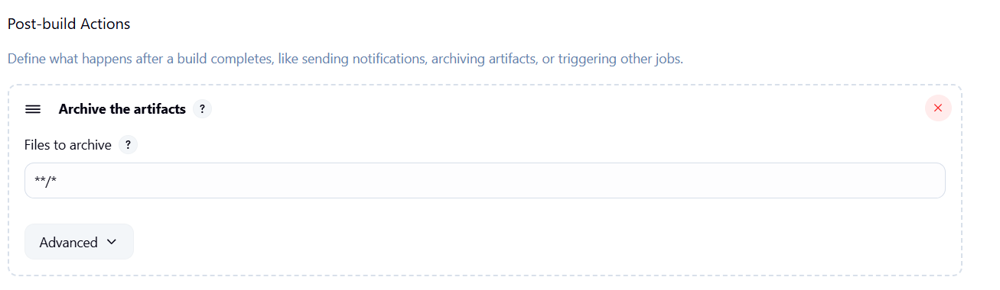 Post-build Actions
Define what happens after a build completes, like sending notifications, archiving artifacts, or triggering other jobs.
Archive the artifacts ?
Files to archive ?
**/*
Advanced